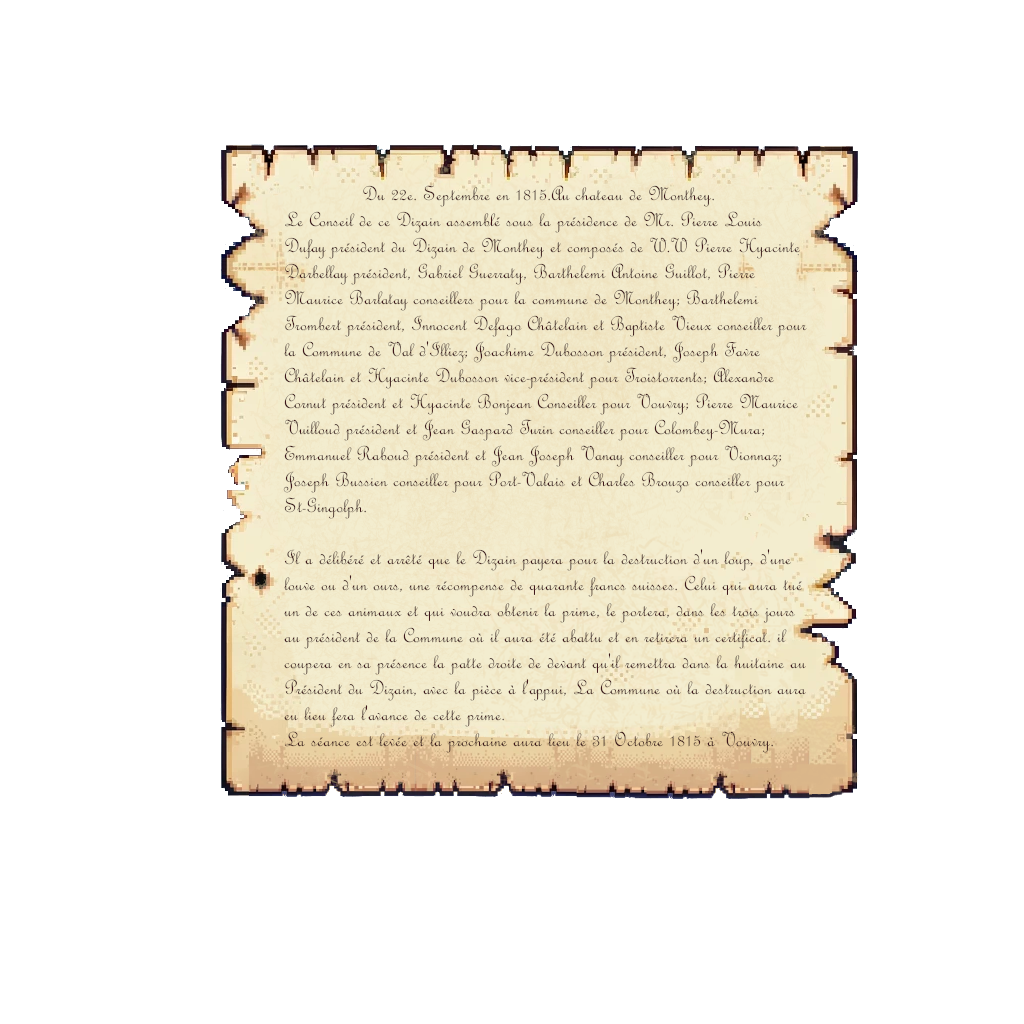 Du 22e. Septembre en 1815.Au chateau de Monthey.
Le Conseil de ce Dizain assemblé sous la présidence de Mr. Pierre Louis
Dufay président du Dizain de Monthey et composés de W.W Pierre Hyacinte
Darbellay président, Gabriel Guerraty, Barthelemi Antoine Guillot, Pierre
Maurice Barlatay conseillers pour la commune de Monthey; Barthelemi
Trombert président, Innocent Defago Châtelain et Baptiste Vieux conseiller pour
la Commune de Val d'Illiez; Joachime Dubosson président, Joseph Favre
Châtelain et Hyacinte Dubosson vice-président pour Troistorrents; Alexandre
Cornut président et Hyacinte Bonjean Conseiller pour Vouvry; Pierre Maurice
Vuilloud président et Jean Gaspard Turin conseiller pour Colombey-Mura;
Emmanuel Raboud président et Jean Joseph Vanay conseiller pour Vionnaz;
Joseph Bussien conseiller pour Port-Valais et Charles Brouzo conseiller pour
St-Gingolph.
Il a délibéré et arrêté que le Dizain payera pour la destruction d'un loup, d'une
louve ou d'un ours, une récompense de quarante francs suisses. Celui qui aura tué
un de ces animaux et qui voudra obtenir la prime, le portera, dans les trois jours
au président de la Commune où il aura été abattu et en retirera un certificat. il
coupera en sa présence la patte droite de devant qu'il remettra dans la huitaine au
Président du Dizain, avec la pièce à l'appui, La Commune où la destruction aura
eu lieu fera l'avance de cette prime.
La séance est levée et la prochaine aura lieu le 31 Octobre 1815 à Vouvry.